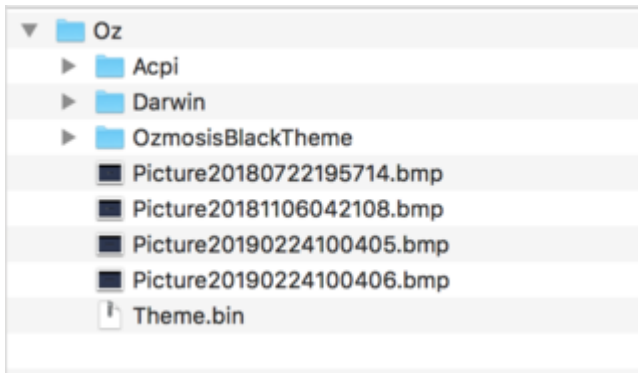 Oz
Acpi
Darwin
OzmosisBlackTheme
Picture20180722195714.bmp
Picture20181106042108.bmp
Picture20190224100405.bmp
Picture20190224100406.bmp
Theme.bin